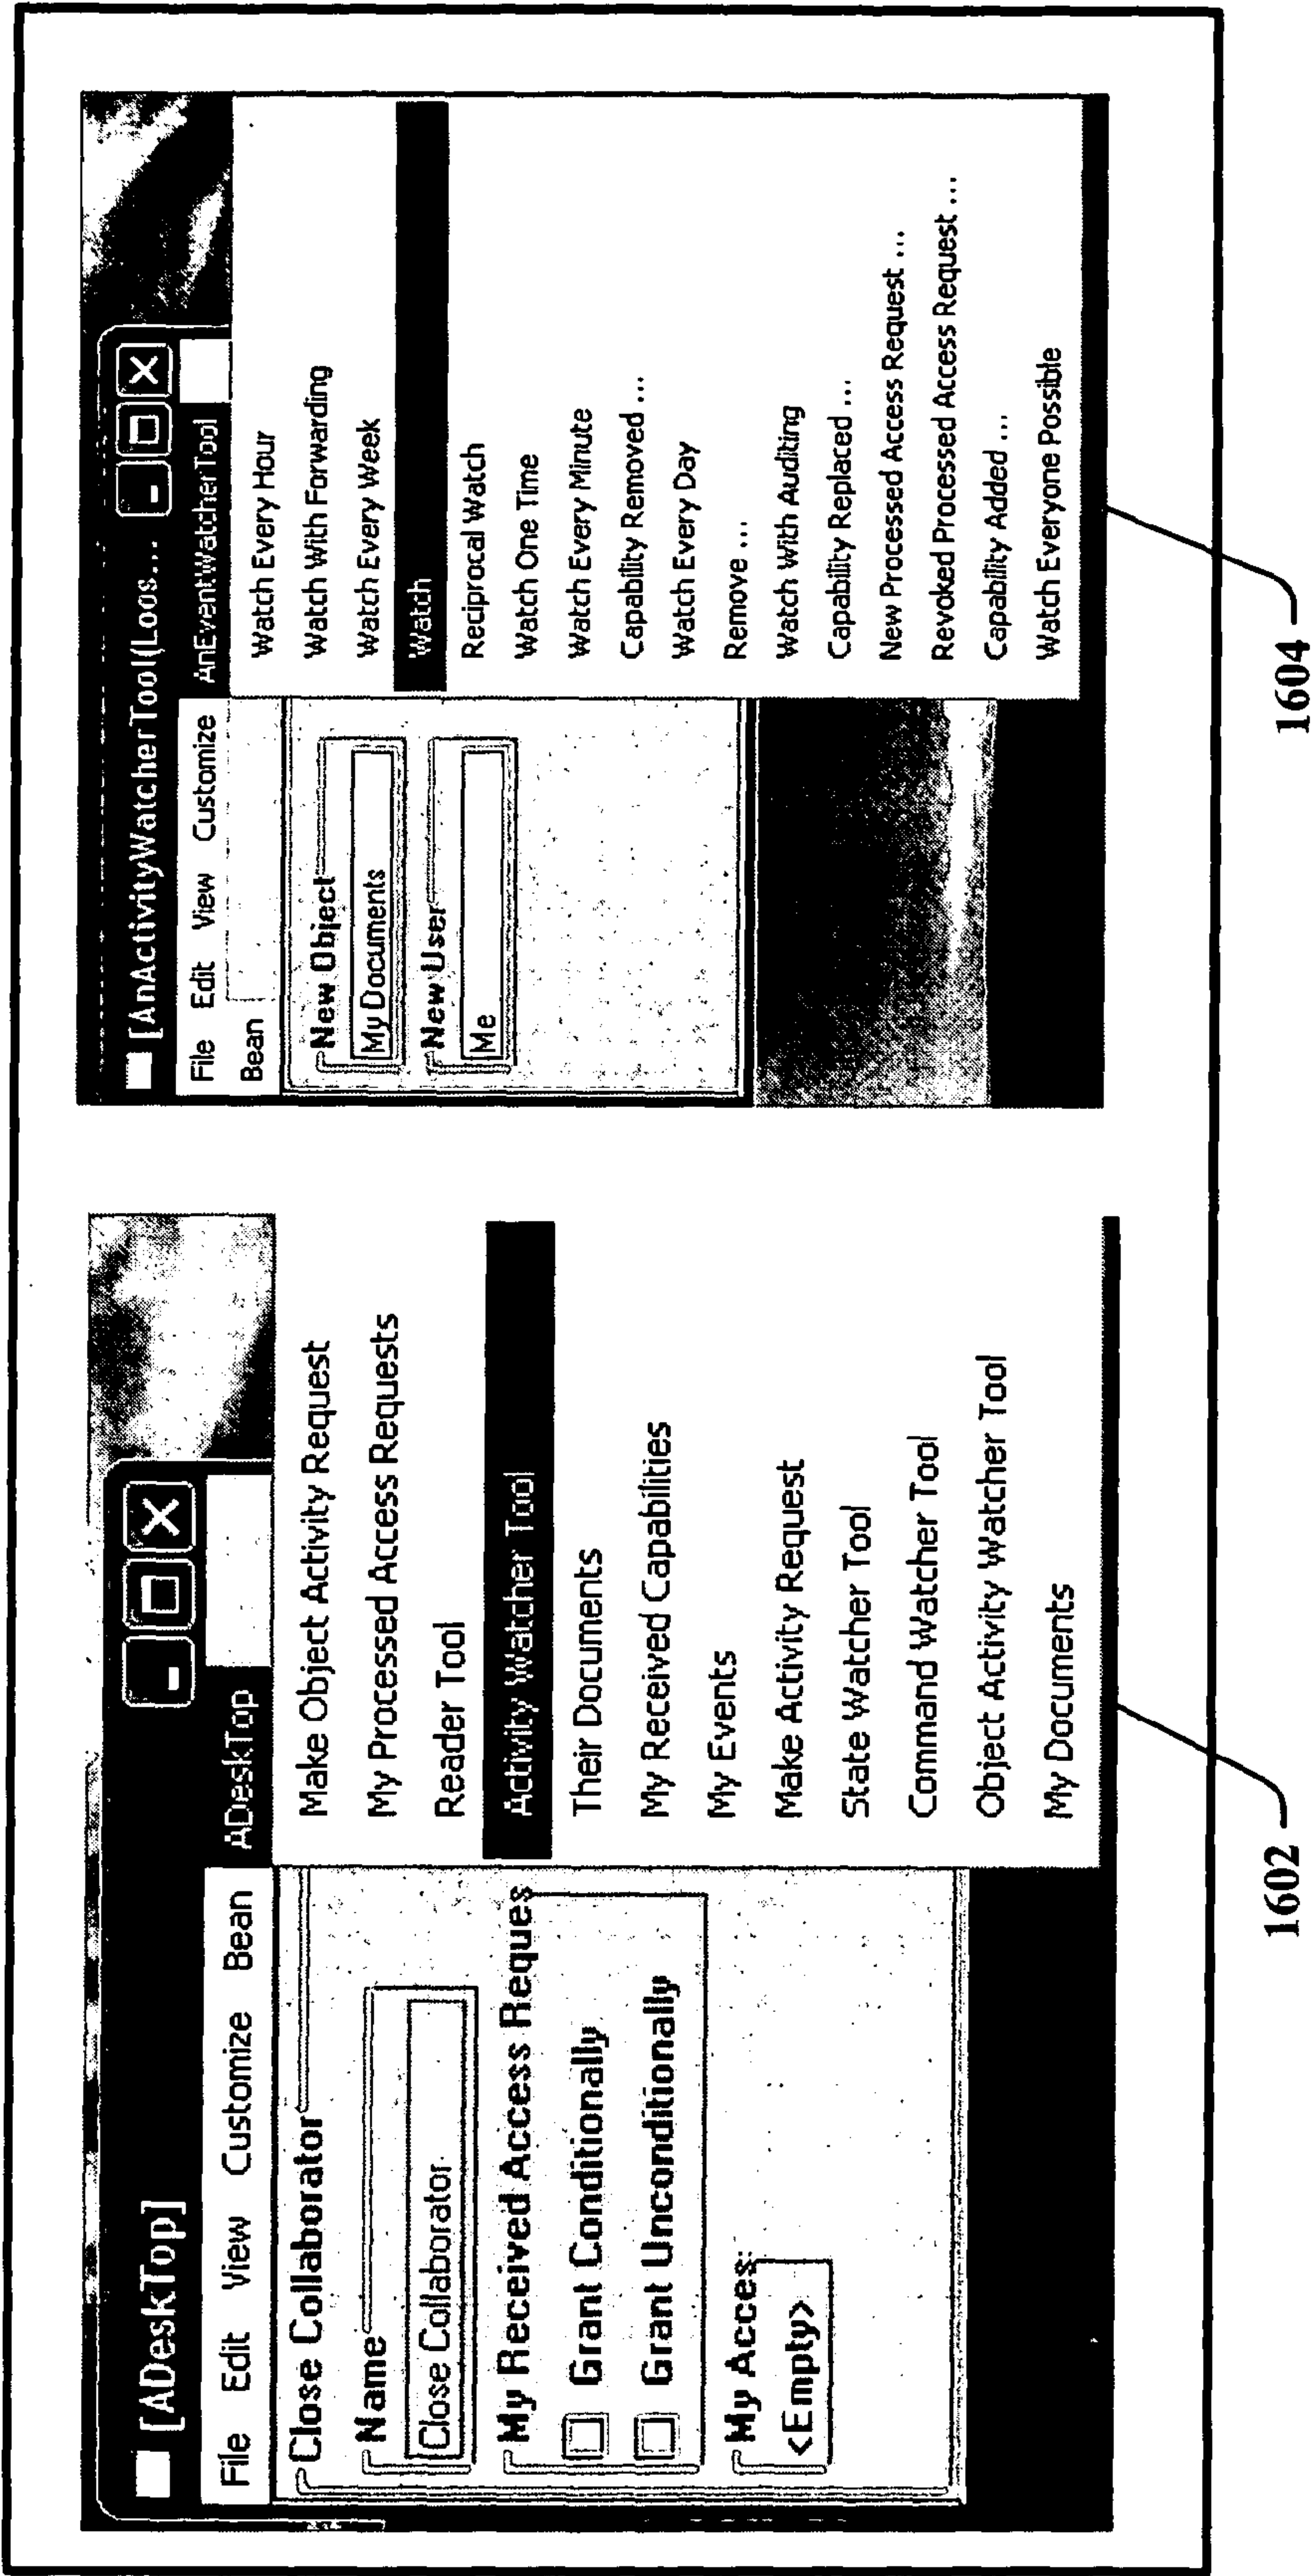 [ADeskTop]
File Edit View Customize Bean ADeskTop
Close Collaborator
Name
Close Collaborator
My Received Access Reques
Grant Conditionally
Grant Unconditionally
My Acces
<Empty>
Make Object Activity Request
My Processed Access Requests
Reader Tool
Activity Watcher Tool
Their Documents
My Received Capabilities
My Events
Make Activity Request
State Watcher Tool
Command Watcher Tool
Object Activity Watcher Tool
My Documents
1602
[AnActivityWatcherTool(Loos...
File Edit View Customize AnEventWatcherTool
Bean
New Object
My Documents
New User
Me
Watch Every Hour
Watch With Forwarding
Watch Every Week
Watch
Reciprocal Watch
Watch One Time
Watch Every Minute
Capability Removed ...
Watch Every Day
Remove ...
Watch With Auditing
Capability Replaced ...
New Processed Access Request ...
Revoked Processed Access Request ...
Capability Added ...
Watch Everyone Possible
1604